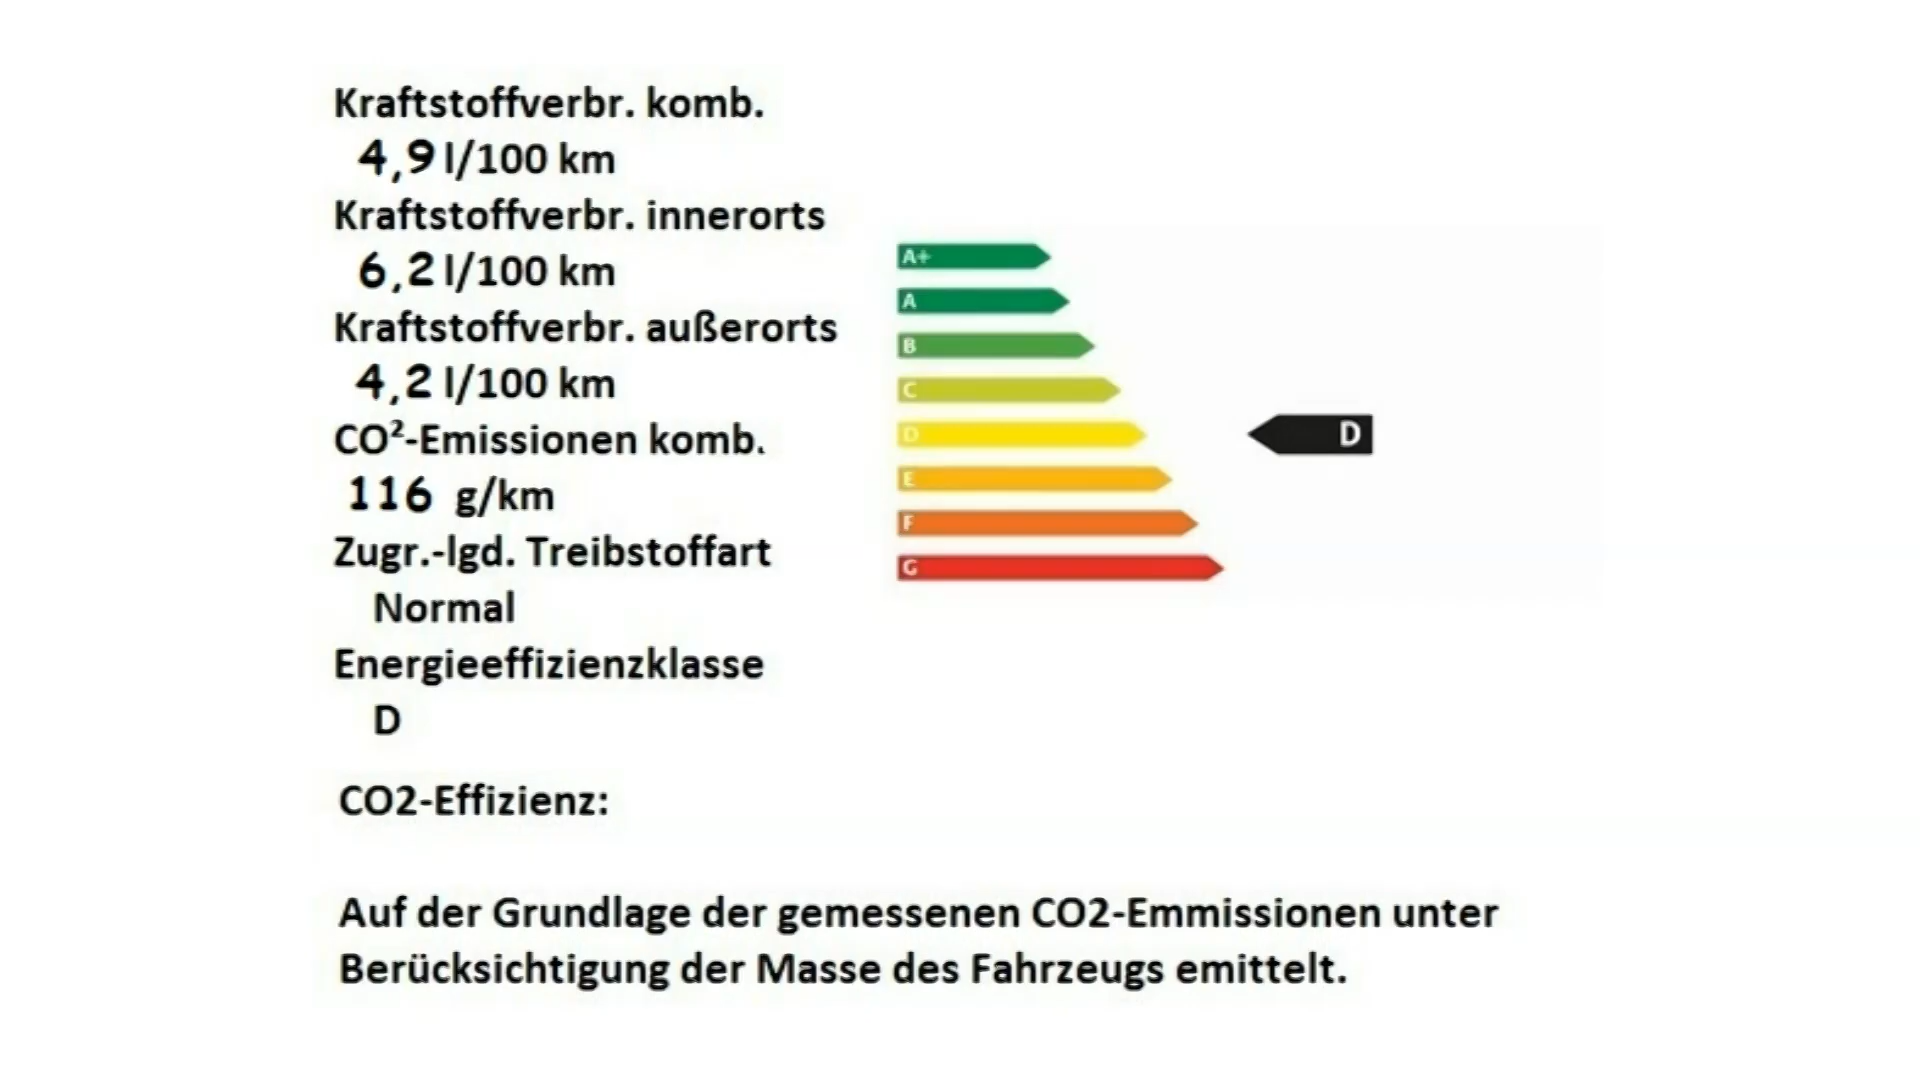 Kraftstoffverbr. komb.
4,9 l/100 km
Kraftstoffverbr. innerorts
6,2 l/100 km
Kraftstoffverbr. außerorts
4,2 l/100 km
CO²-Emissionen komb.
116 g/km
Zugr.-lgd. Treibstoffart
Normal
Energieeffizienzklasse
D
A+
A
B
C
D
D
E
F
G
CO2-Effizienz:
Auf der Grundlage der gemessenen CO2-Emmissionen unter
Berücksichtigung der Masse des Fahrzeugs emittelt.